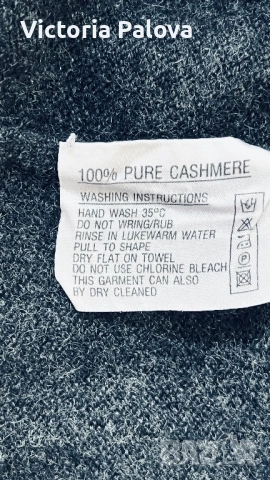 Victoria Palova
100% PURE CASHMERE
WASHING INSTRUCTIONS
HAND WASH 35ºC
DO NOT WRING/RUB
RINSE IN LUKEWARM WATER
PULL TO SHAPE
DRY FLAT ON TOWEL
DO NOT USE CHLORINE BLEACH
THIS GARMENT CAN ALSO
BY DRY CLEANED
P